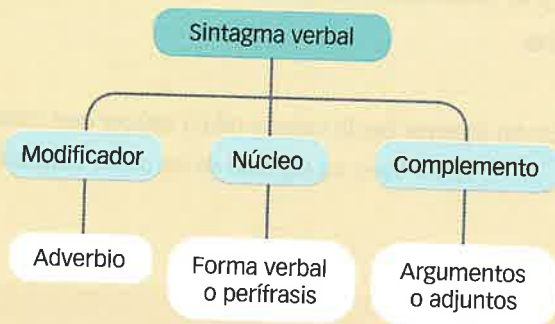 Sintagma verbal
Modificador
Núcleo
Complemento
Adverbio
Forma verbal
o perífrasis
Argumentos
o adjuntos